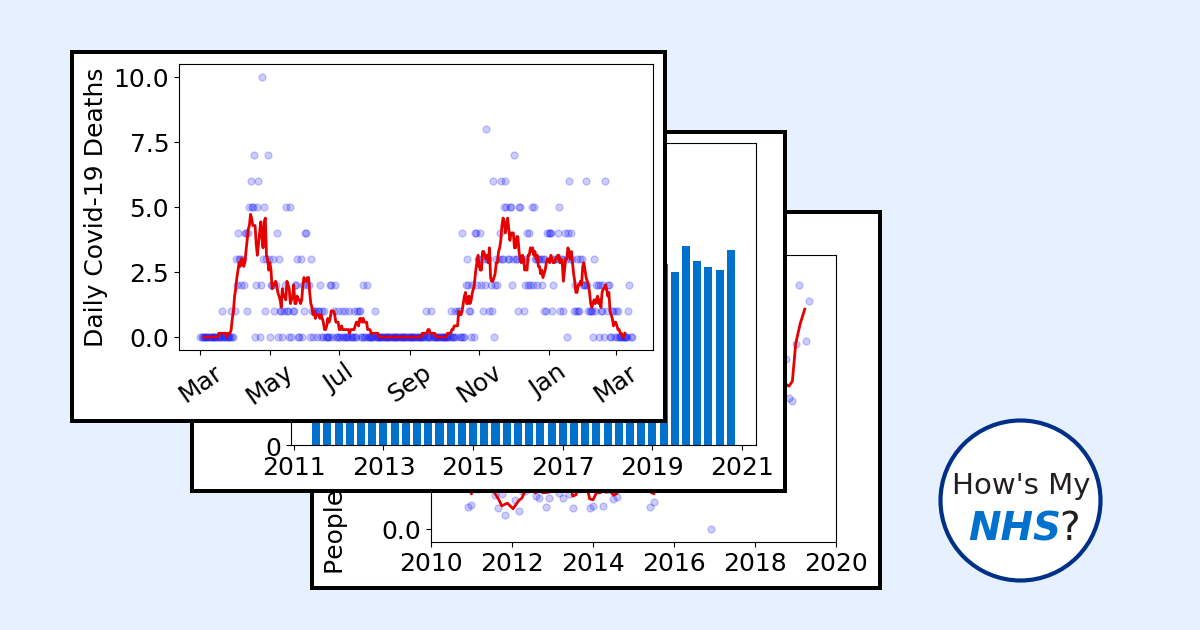 Daily Covid-19 Deaths
10.0
7.5
5.0
2.5
0.0
Mar May Jul Sep Nov Jan Mar
0
2011 2013 2015 2017 2019 2021
People
0.0
2010 2012 2014 2016 2018 2020
How's My
NHS?